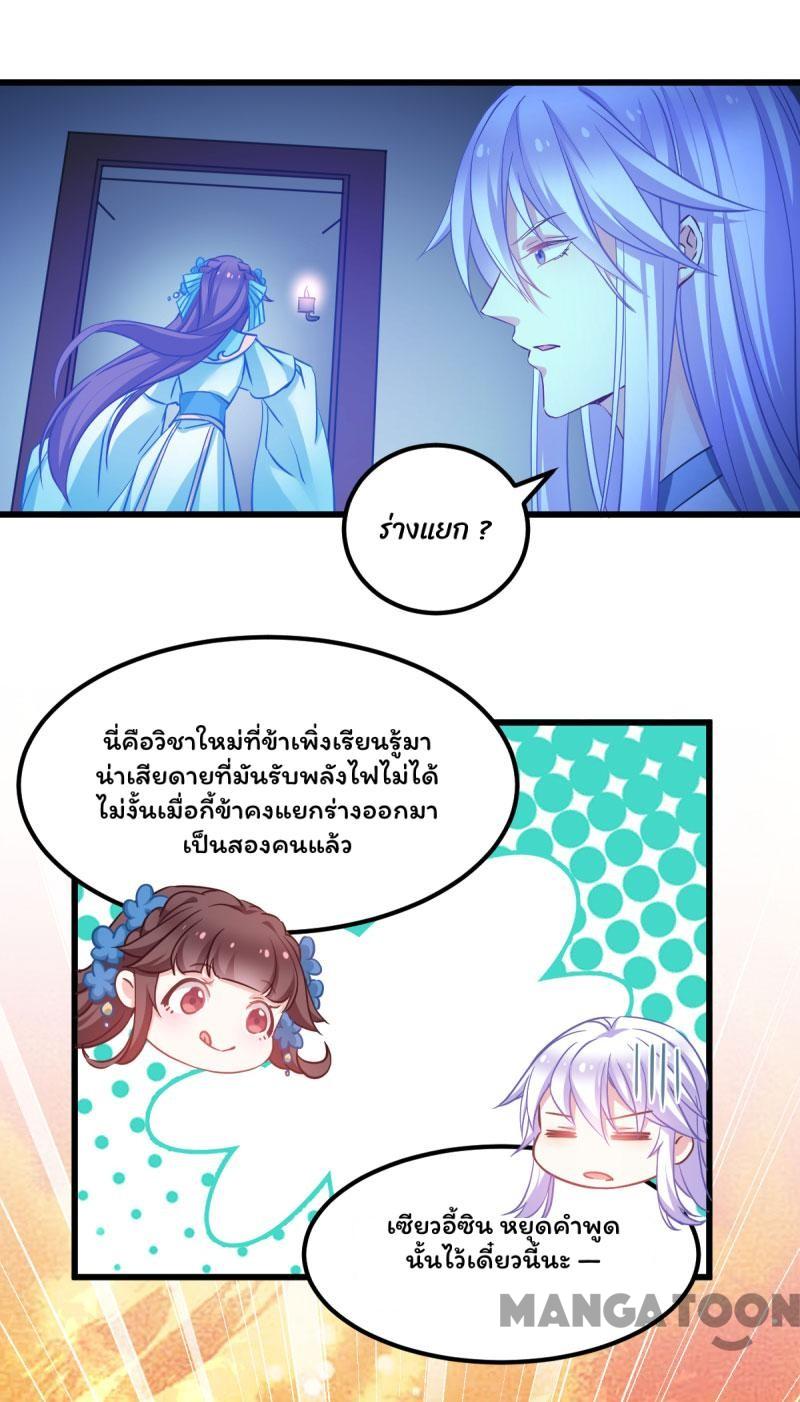 ร่างแยก ?
นี่คือวิชาใหม่ที่ข้าเพิ่งเรียนรู้มา
น่าเสียดายที่มันรับพลังไฟไม่ได้
ไม่งั้นเมื่อกี้ข้าคงแยกร่างออกมา
เป็นสองคนแล้ว
เซียวอี้ซิน หยุดคำพูด
นั้นไว้เดี๋ยวนี้นะ —
MANGATOON